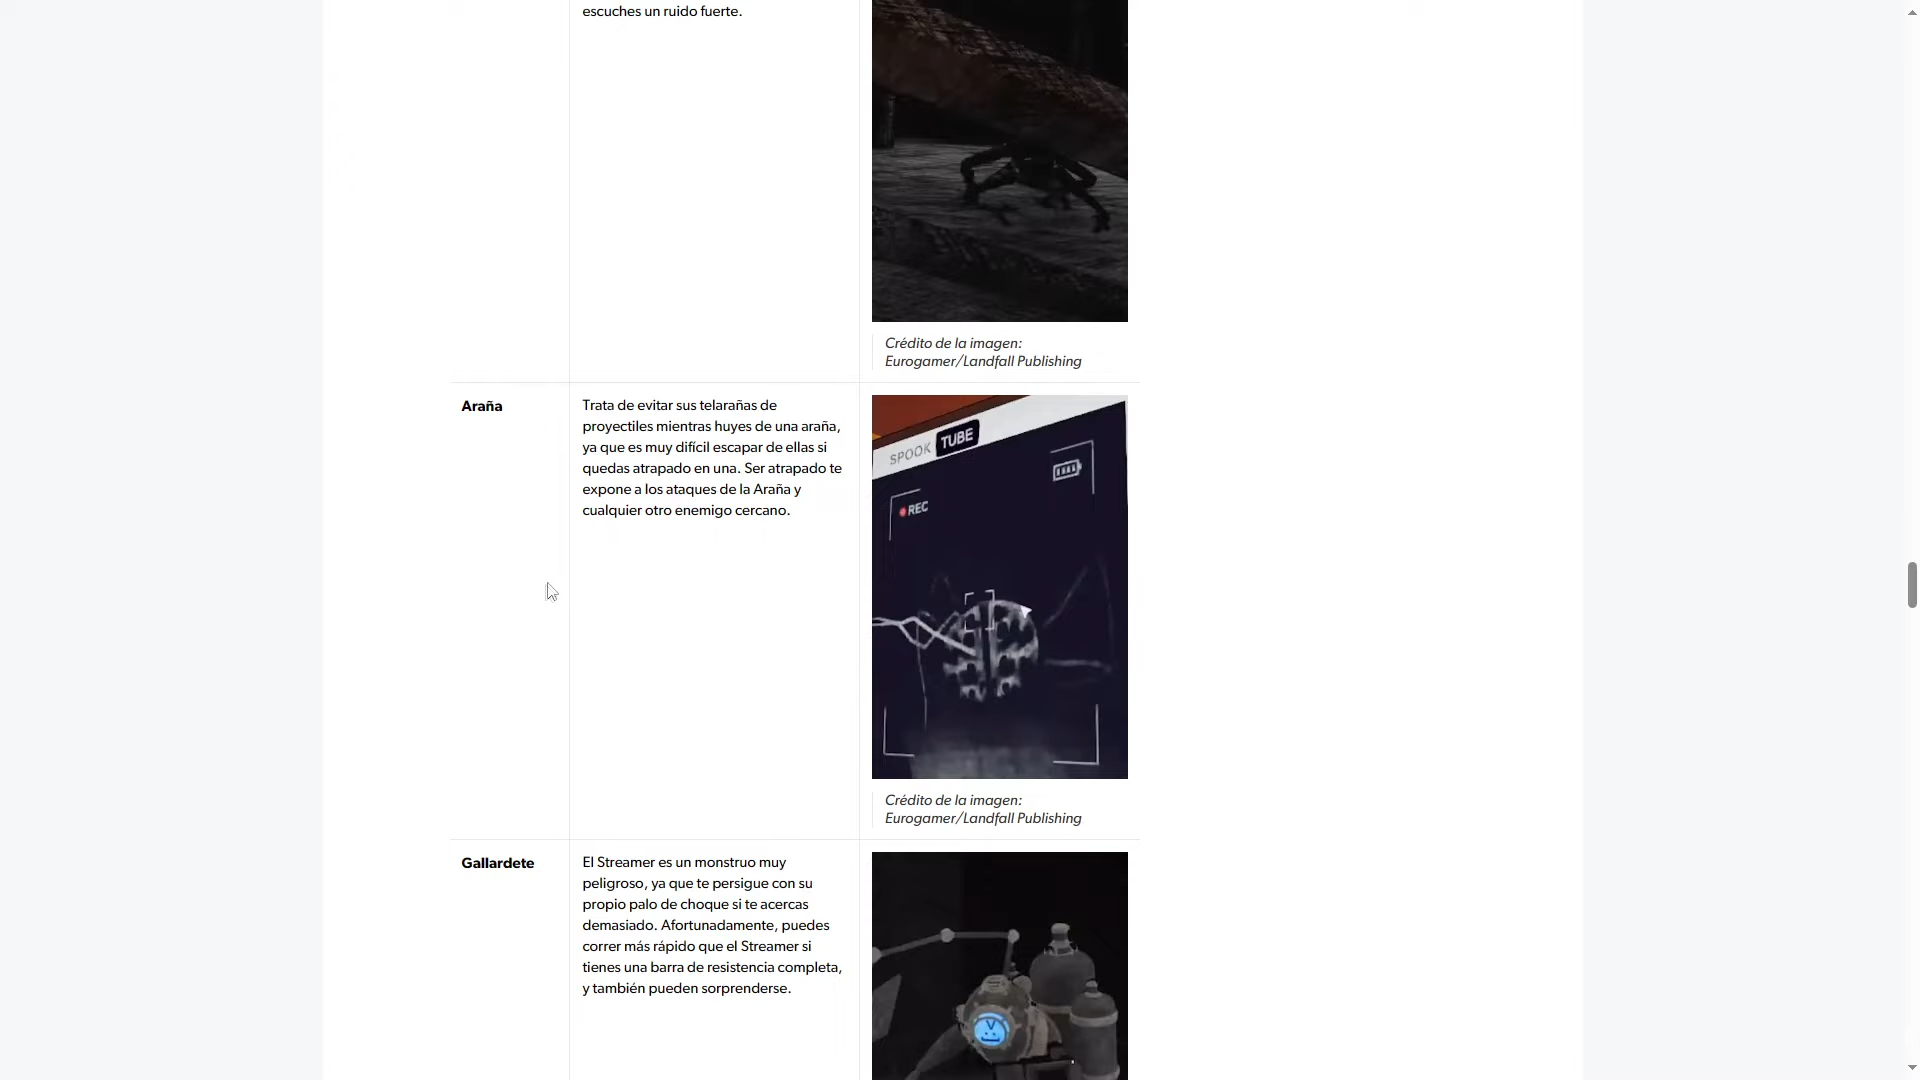 escuches un ruido fuerte.
Crédito de la imagen:
Eurogamer/Landfall Publishing
Araña
Trata de evitar sus telarañas de
proyectiles mientras huyes de una araña,
ya que es muy difícil escapar de ellas si
quedas atrapado en una. Ser atrapado te
expone a los ataques de la Araña y
cualquier otro enemigo cercano.
SPOOK TUBE
REC
Crédito de la imagen:
Eurogamer/Landfall Publishing
Gallardete
El Streamer es un monstruo muy
peligroso, ya que te persigue con su
propio palo de choque si te acercas
demasiado. Afortunadamente, puedes
correr más rápido que el Streamer si
tienes una barra de resistencia completa,
y también pueden sorprenderse.